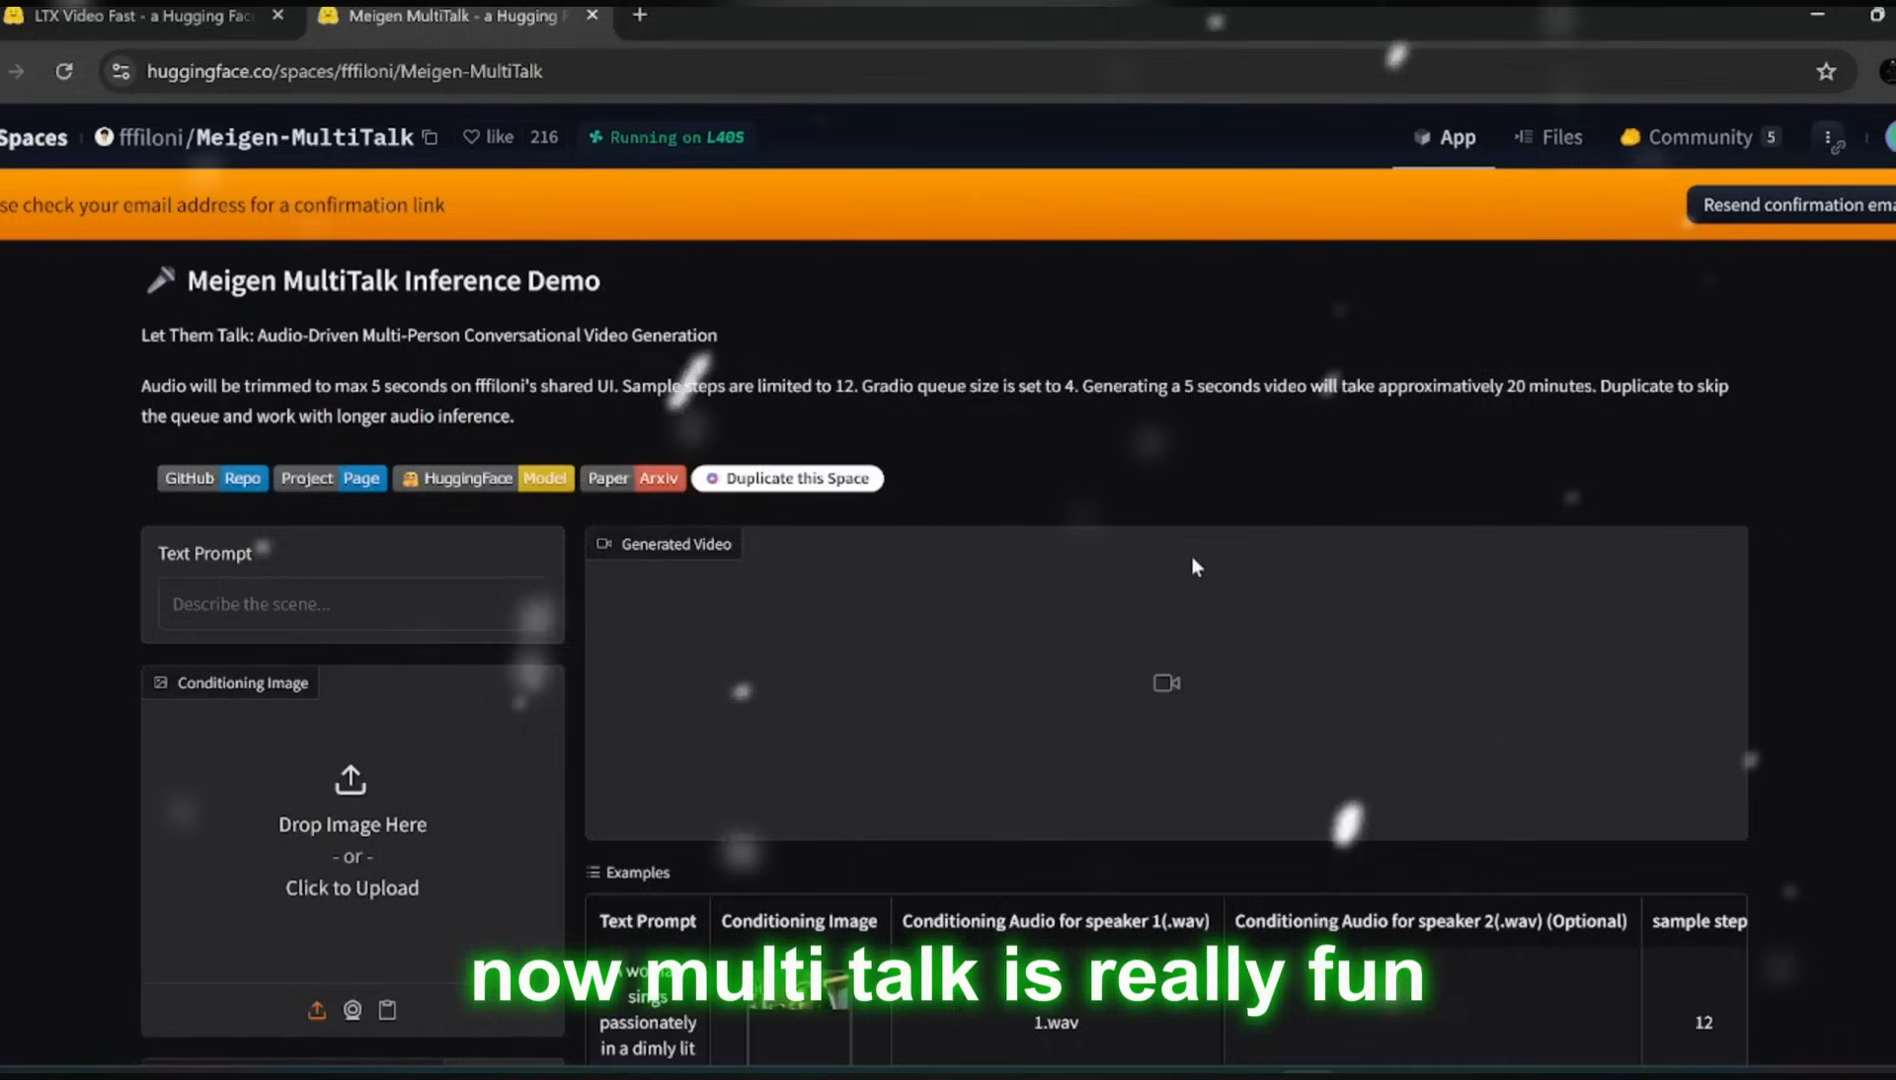 LTX Video Fast - a Hugging Fac
Meigen MultiTalk - a Hugging F
huggingface.co/spaces/fffiloni/Meigen-MultiTalk
Spaces fffiloni/Meigen-MultiTalk like 216 Running on L40S App Files Community 5
se check your email address for a confirmation link Resend confirmation ema
Meigen MultiTalk Inference Demo
Let Them Talk: Audio-Driven Multi-Person Conversational Video Generation
Audio will be trimmed to max 5 seconds on fffiloni's shared UI. Sample steps are limited to 12. Gradio queue size is set to 4. Generating a 5 seconds video will take approximatively 20 minutes. Duplicate to skip
the queue and work with longer audio inference.
GitHub Repo Project Page HuggingFace Model Paper Arxiv Duplicate this Space
Text Prompt
Describe the scene...
Generated Video
Conditioning Image
Drop Image Here
- or -
Click to Upload
Examples
Text Prompt Conditioning Image Conditioning Audio for speaker 1(.wav) Conditioning Audio for speaker 2(.wav) (Optional) sample step
sings
passionately
in a dimly lit
1.wav
12
now multi talk is really fun